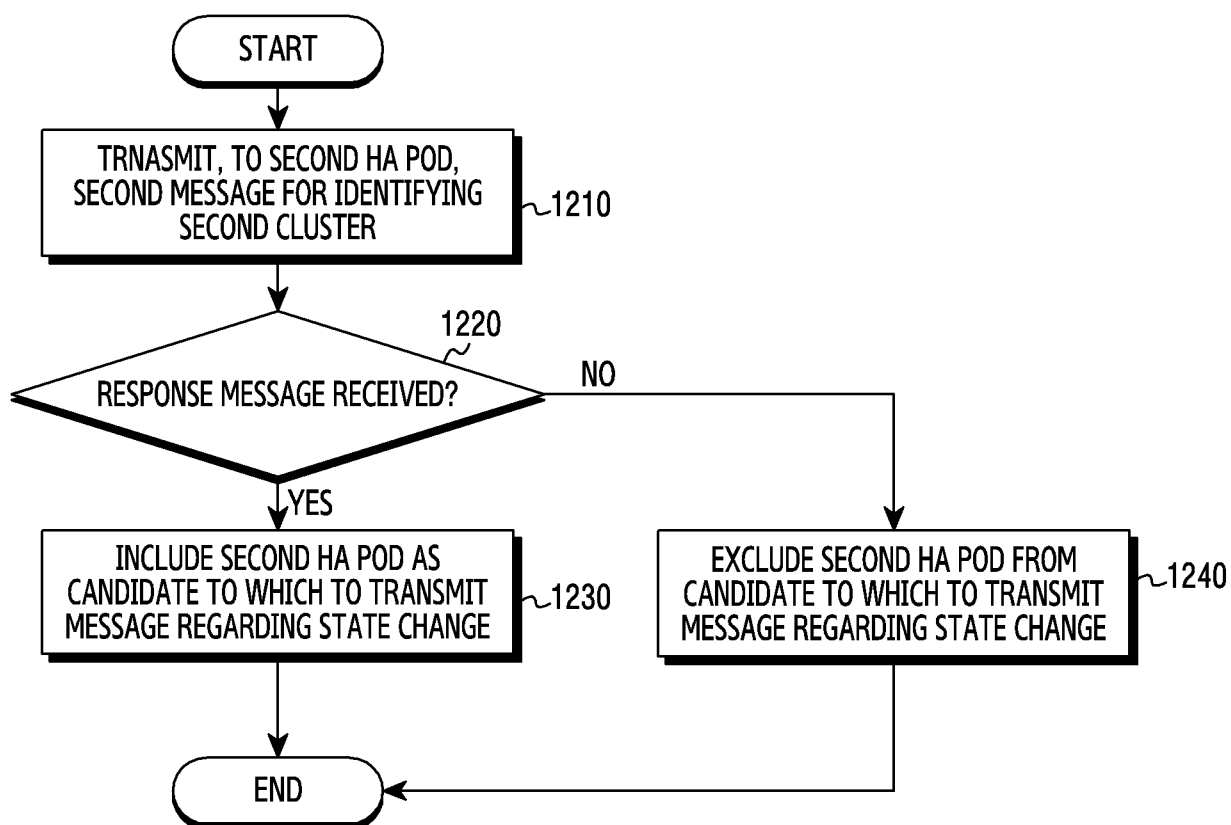 START
TRNASMIT, TO SECOND HA POD,
SECOND MESSAGE FOR IDENTIFYING
SECOND CLUSTER
1210
1220
RESPONSE MESSAGE RECEIVED?
NO
YES
INCLUDE SECOND HA POD AS
CANDIDATE TO WHICH TO TRANSMIT
MESSAGE REGARDING STATE CHANGE
1230
EXCLUDE SECOND HA POD FROM
CANDIDATE TO WHICH TO TRANSMIT
MESSAGE REGARDING STATE CHANGE
1240
END